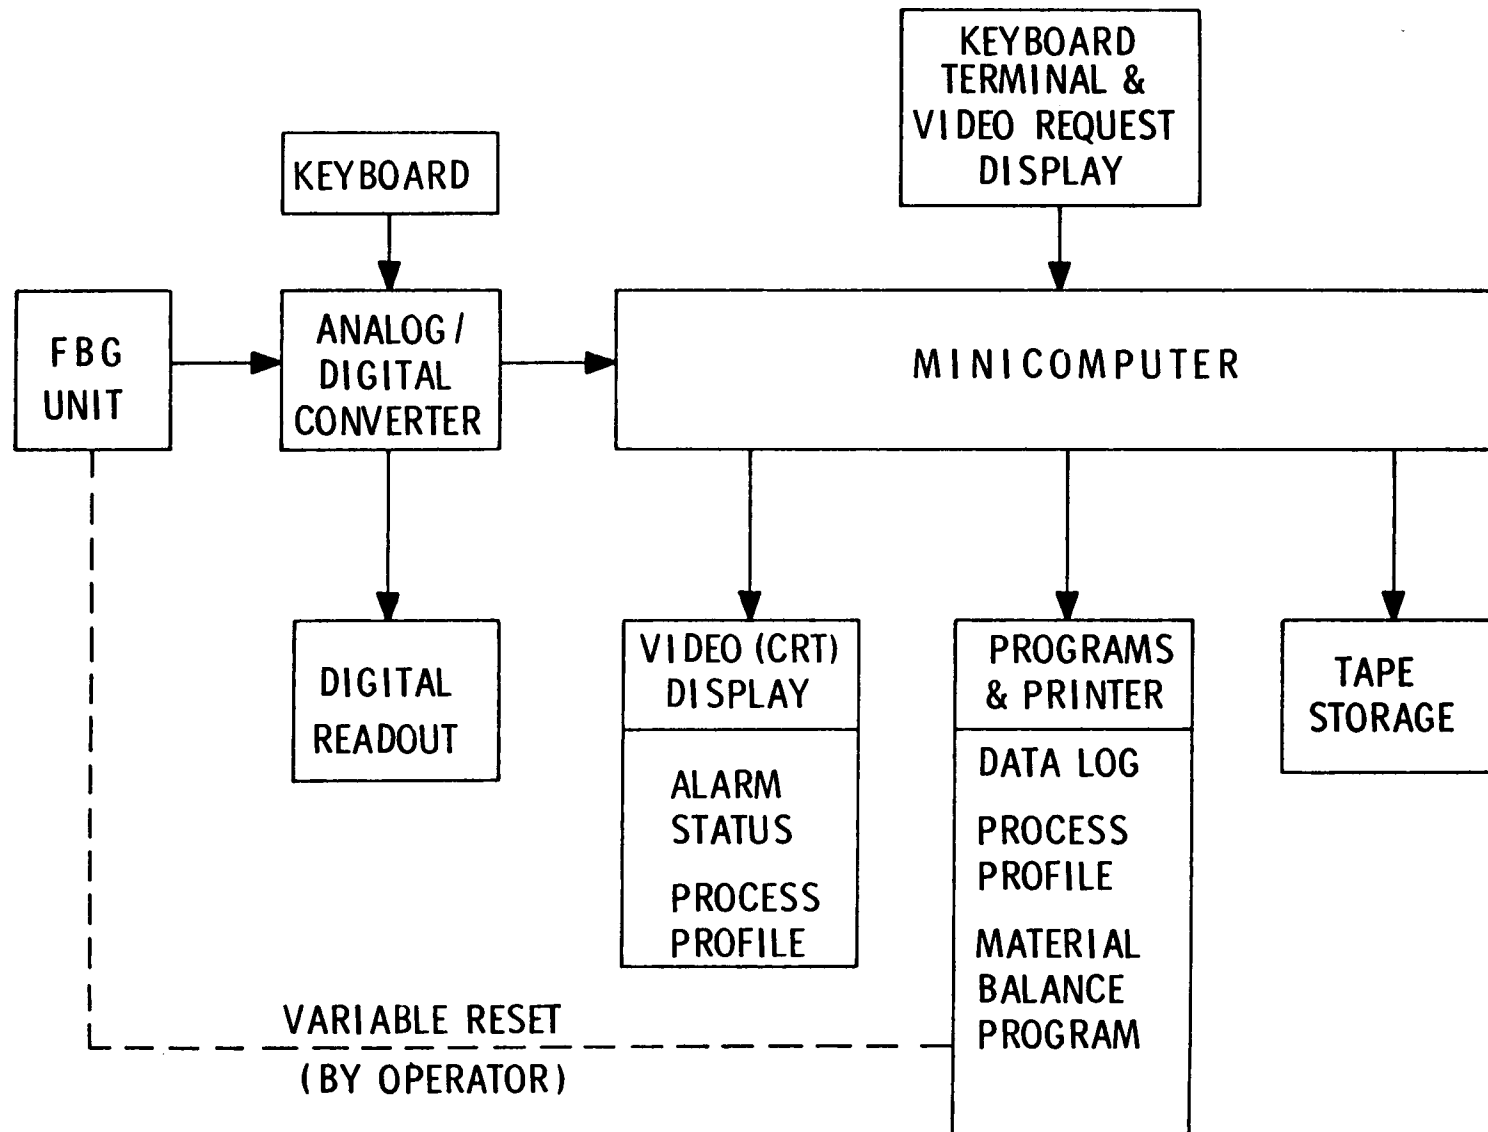 KEYBOARD
TERMINAL &
VIDEO REQUEST
DISPLAY
KEYBOARD
FBG
UNIT
ANALOG/
DIGITAL
CONVERTER
MINICOMPUTER
DIGITAL
READOUT
VIDEO (CRT)
DISPLAY
ALARM
STATUS
PROCESS
PROFILE
PROGRAMS
& PRINTER
DATA LOG
PROCESS
PROFILE
MATERIAL
BALANCE
PROGRAM
TAPE
STORAGE
VARIABLE RESET
(BY OPERATOR)